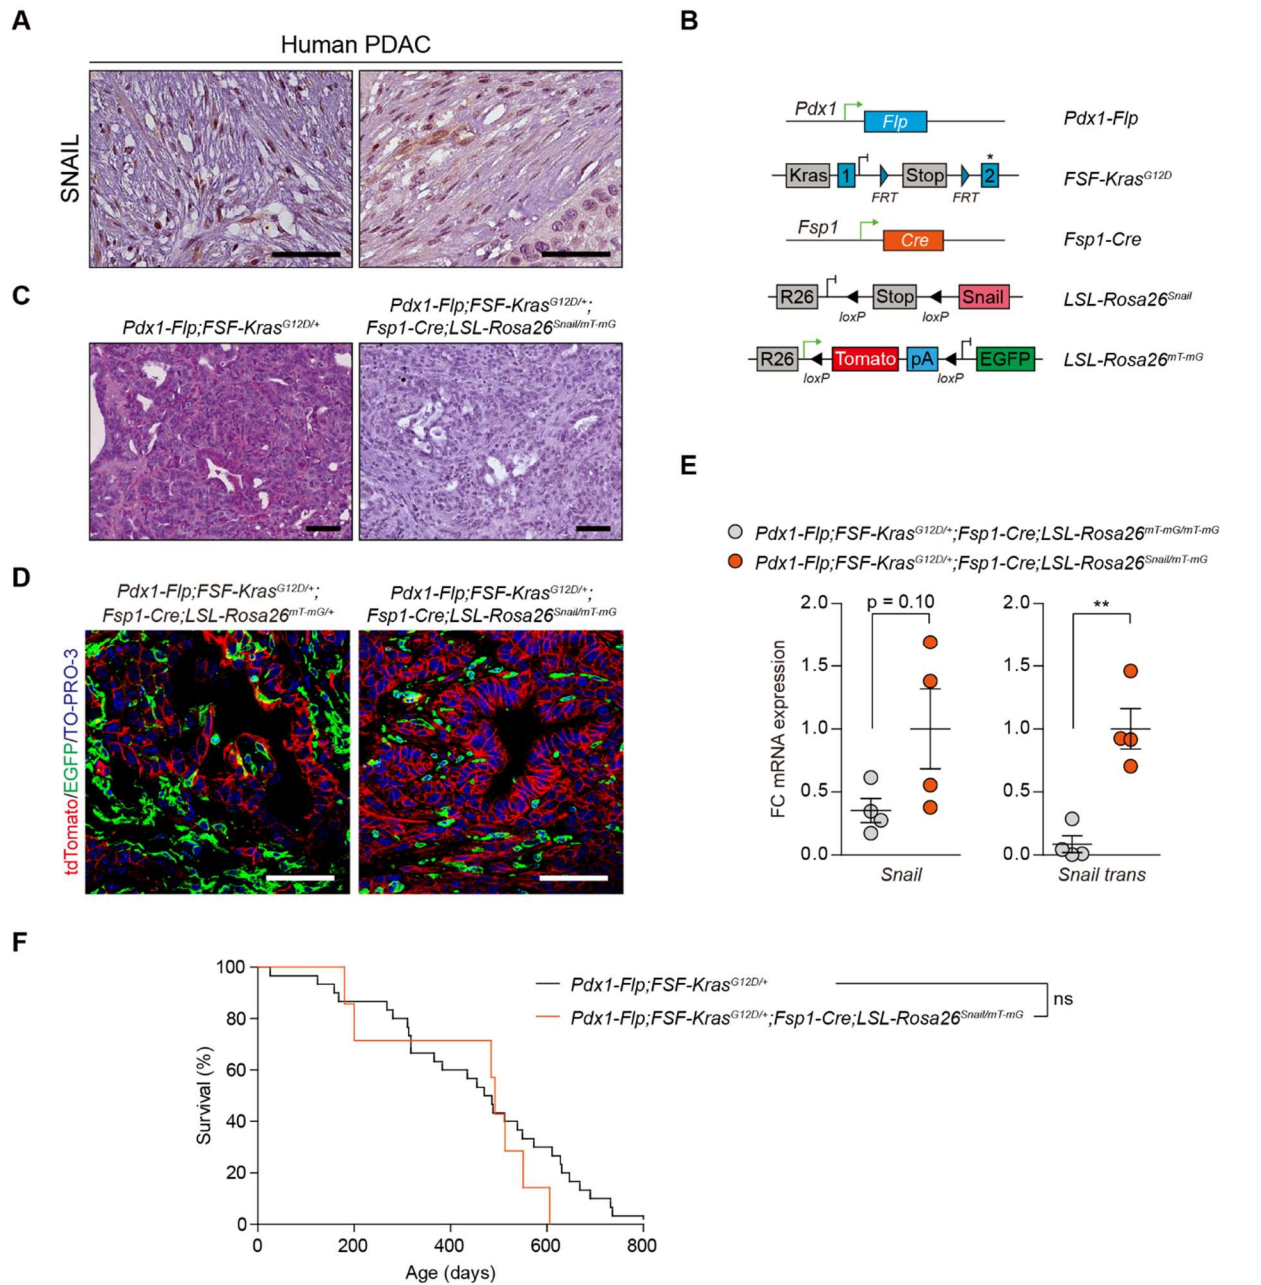 A
Human PDAC
SNAIL
B
Pdx1
Flp
Pdx1-Flp
Kras
1
Stop
*
2
FRT
FRT
FSF-KrasG12D
Fsp1
Cre
Fsp1-Cre
R26
Stop
Snail
loxP
loxP
LSL-Rosa26Snail
R26
Tomato
pA
EGFP
loxP
loxP
LSL-Rosa26mT-mG
C
Pdx1-Flp;FSF-KrasG12D/+
Pdx1-Flp;FSF-KrasG12D/+;
Fsp1-Cre;LSL-Rosa26Snail/mT-mG
D
Pdx1-Flp;FSF-KrasG12D/+;
Fsp1-Cre;LSL-Rosa26mT-mG/+
Pdx1-Flp;FSF-KrasG12D/+;
Fsp1-Cre;LSL-Rosa26Snail/mT-mG
tdTomato/EGFP/TO-PRO-3
E
Pdx1-Flp;FSF-KrasG12D/+;Fsp1-Cre;LSL-Rosa26mT-mG/mT-mG
Pdx1-Flp;FSF-KrasG12D/+;Fsp1-Cre;LSL-Rosa26Snail/mT-mG
FC mRNA expression
2.0
1.5
1.0
0.5
0.0
p = 0.10
Snail
2.0
1.5
1.0
0.5
0.0
**
Snail trans
F
Survival (%)
100
80
60
40
20
0
0
200
400
600
800
Age (days)
Pdx1-Flp;FSF-KrasG12D/+
Pdx1-Flp;FSF-KrasG12D/+;Fsp1-Cre;LSL-Rosa26Snail/mT-mG
ns